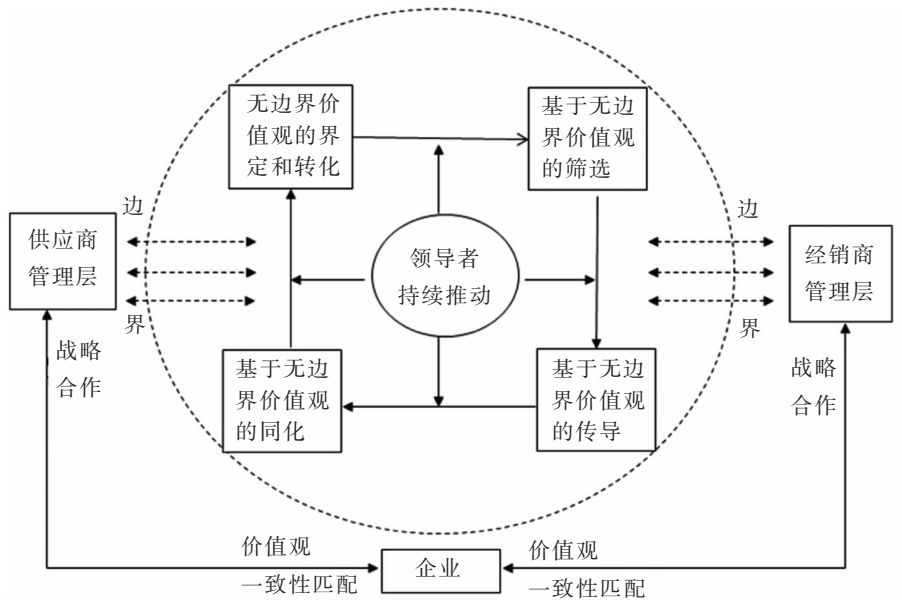 无边界价
值观的界
定和转化
基于无边
界价值观
的筛选
边
界
供应商
管理层
领导者
持续推动
边
界
经销商
管理层
战略
合作
基于无边
界价值观
的同化
基于无边
界价值观
的传导
战略
合作
价值观
一致性匹配
企业
价值观
一致性匹配